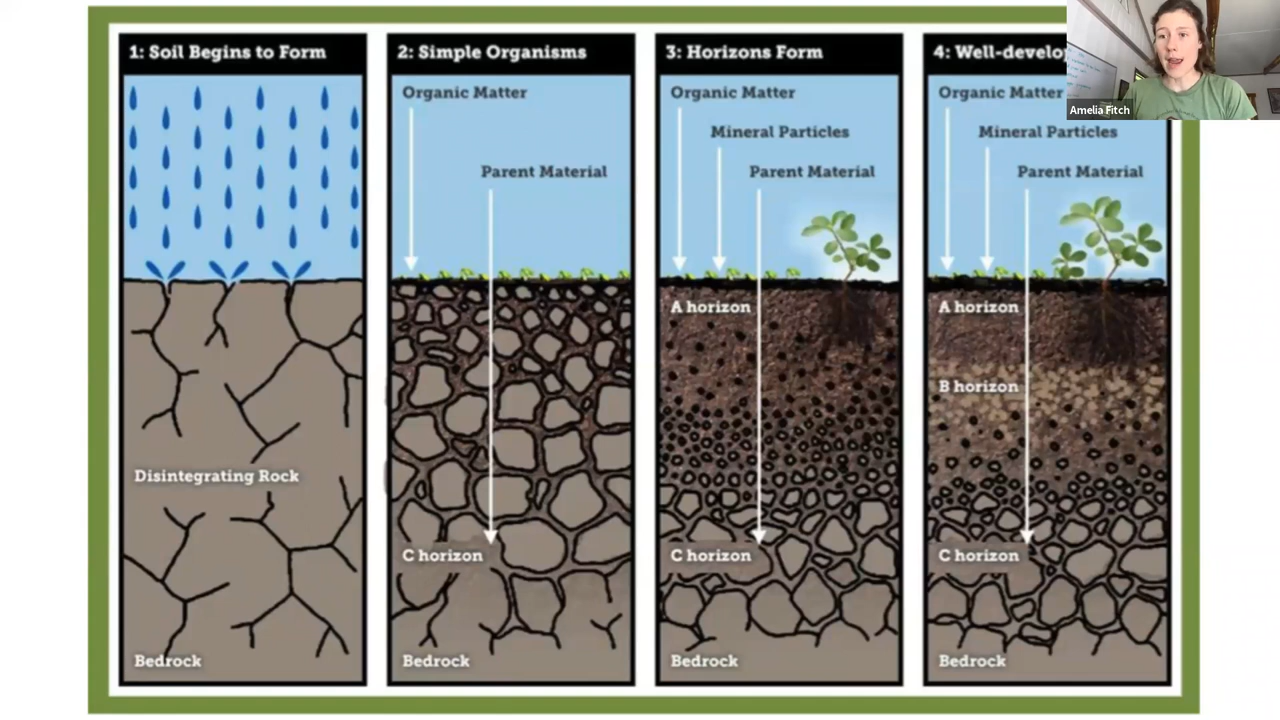 1: Soil Begins to Form
Disintegrating Rock
Bedrock
2: Simple Organisms
Organic Matter
Parent Material
C horizon
Bedrock
3: Horizons Form
Organic Matter
Mineral Particles
Parent Material
A horizon
C horizon
Bedrock
4: Well-develo
Organic Matter
Mineral Particles
Parent Material
A horizon
B horizon
C horizon
Bedrock
Amelia Fitch